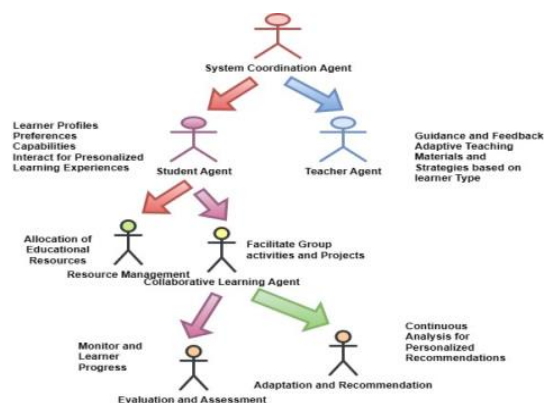 System Coordination Agent
Learner Profiles
Preferences
Capabilities
Interact for Presonalized
Learning Experiences
Student Agent
Teacher Agent
Guidance and Feedback
Adaptive Teaching
Materials and
Strategies based on
learner Type
Allocation of
Educational
Resources
Resource Management
Facilitate Group
activities and Projects
Collaborative Learning Agent
Monitor and
Learner
Progress
Evaluation and Assessment
Adaptation and Recommendation
Continuous
Analysis for
Personalized
Recommendations